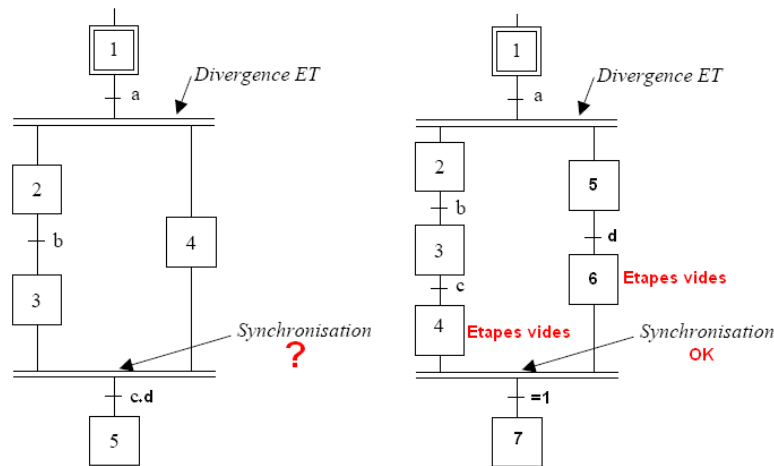 1
a
Divergence ET
2
b
3
4
Synchronisation
?
c.d
5
1
a
Divergence ET
2
b
3
c
4
Etapes vides
5
d
6
Etapes vides
Synchronisation
OK
=1
7